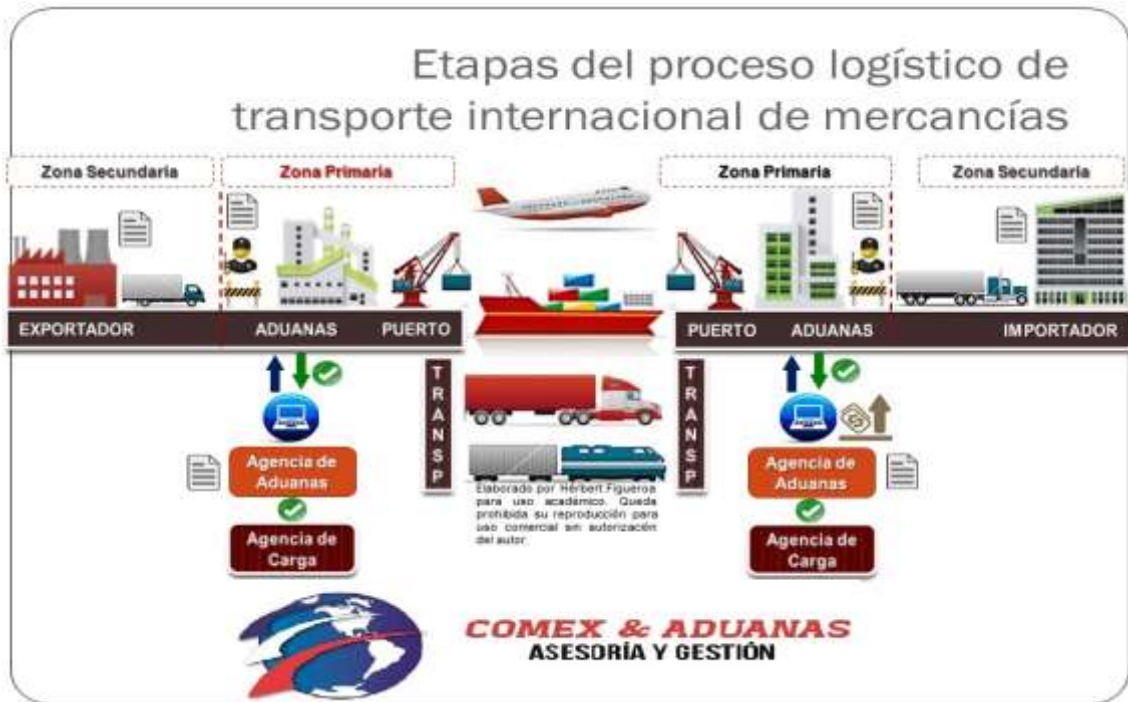 Etapas del proceso logístico de
transporte internacional de mercancías
Zona Secundaria
Zona Primaria
Zona Primaria
Zona Secundaria
EXPORTADOR
ADUANAS
PUERTO
PUERTO
ADUANAS
IMPORTADOR
TRANSP
TRANSP
Agencia de
Aduanas
Agencia de
Carga
Elaborado por Herbert Figueroa
para uso académico. Queda
prohibida su reproducción para
uso comercial sin autorización
del autor.
Agencia de
Aduanas
Agencia de
Carga
COMEX & ADUANAS
ASESORÍA Y GESTIÓN